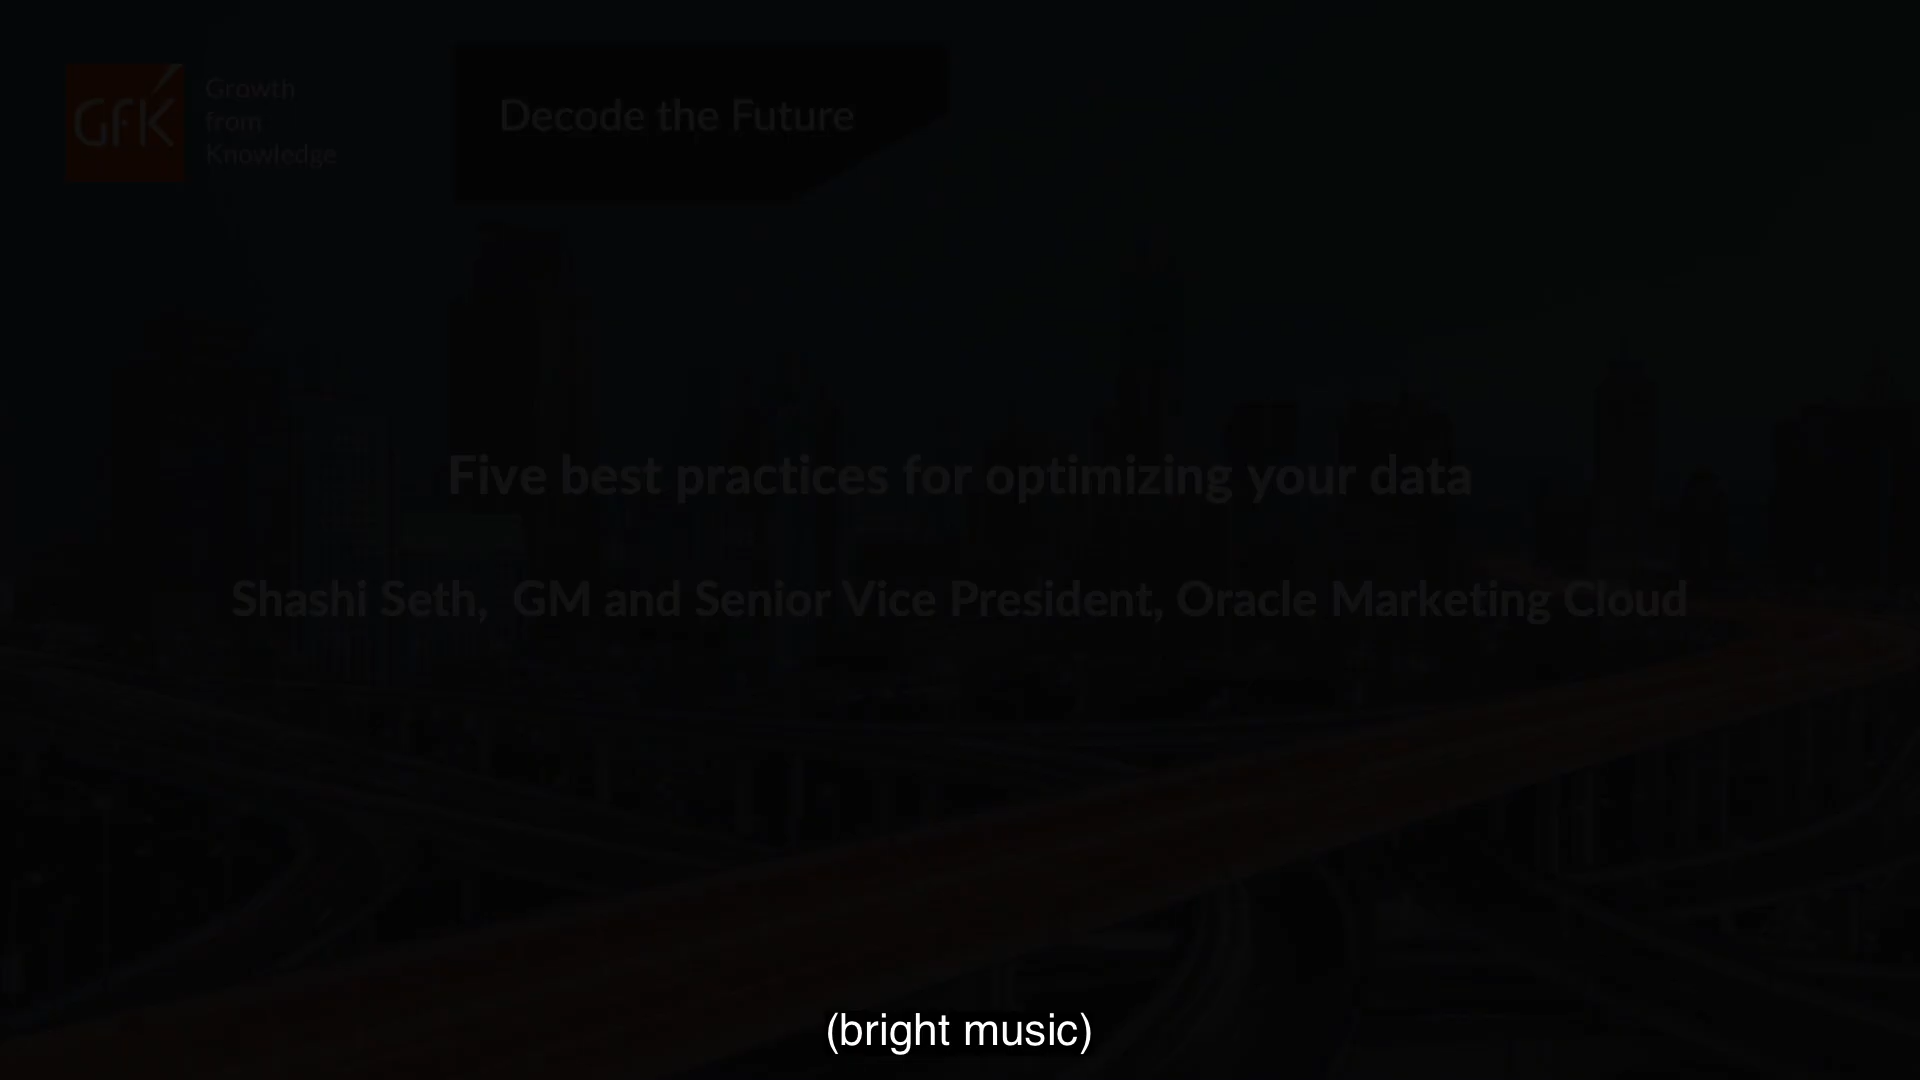 GfK
Growth
from
Knowledge
Decode the Future
Five best practices for optimizing your data
Shashi Seth,  GM and Senior Vice President, Oracle Marketing Cloud
(bright music)